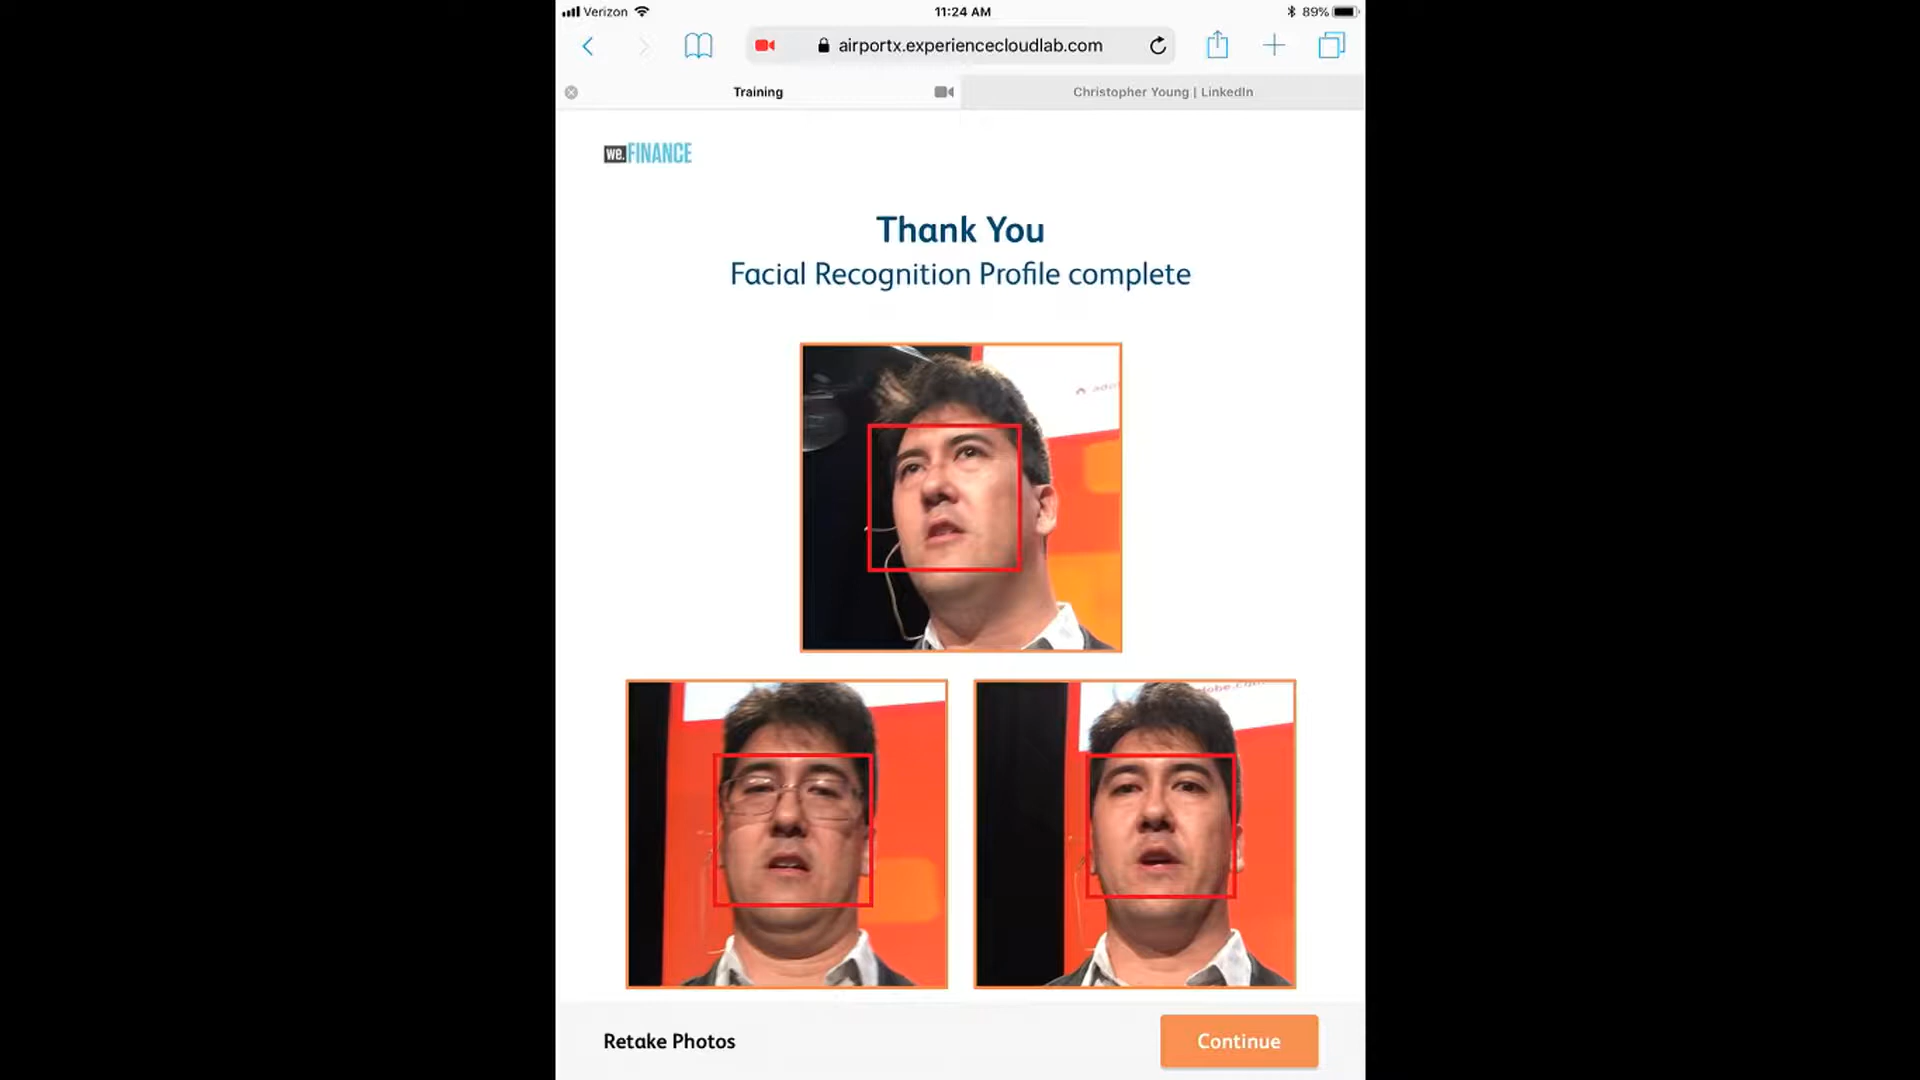 Verizon 11:24 AM 89%
airportx.experiencecloudlab.com
Training Christopher Young | LinkedIn
we.FINANCE
Thank You
Facial Recognition Profile complete
Retake Photos Continue